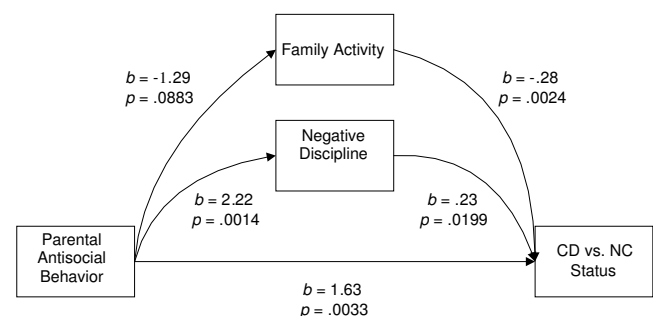 Family Activity
b = -1.29
p = .0883
b = -.28
p = .0024
Negative
Discipline
b = 2.22
p = .0014
b = .23
p = .0199
Parental
Antisocial
Behavior
CD vs. NC
Status
b = 1.63
p = .0033